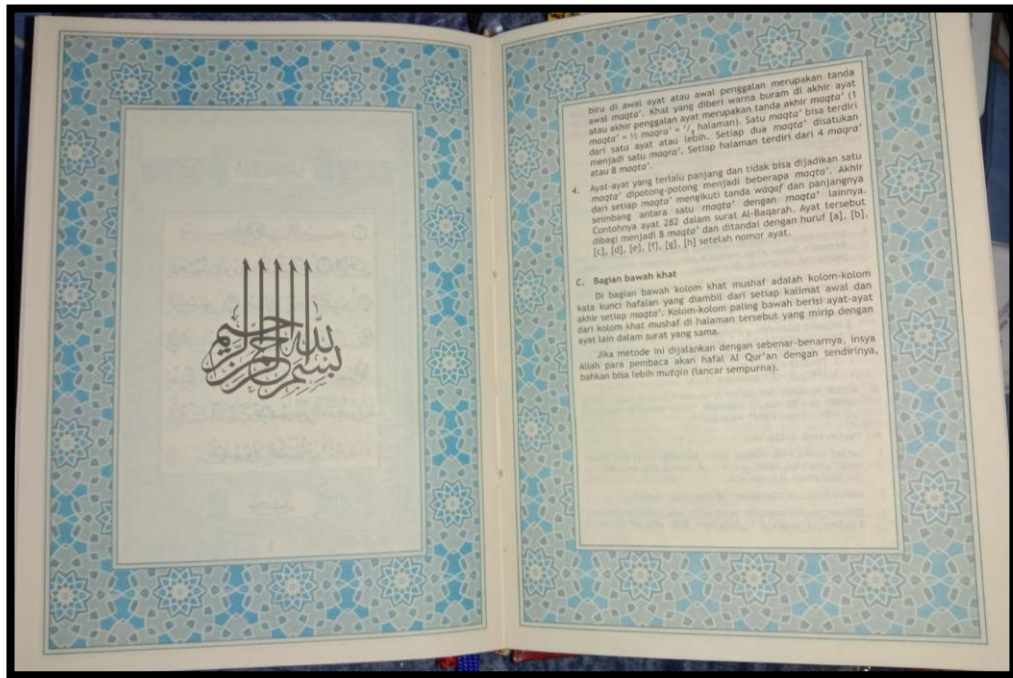 biru di awal ayat atau awal penggalan merupakan tanda
awal maqta'. Khat yang diberi warna buram di akhir ayat
atau akhir penggalan ayat merupakan tanda akhir maqta' (1
maqta' = ½ maqra' = ⅛ halaman). Satu maqta' bisa terdiri
dari satu ayat atau lebih. Setiap dua maqta' disatukan
menjadi satu maqra'. Setiap halaman terdiri dari 4 maqra'
atau 8 maqta'.
4. Ayat-ayat yang terlalu panjang dan tidak bisa dijadikan satu
maqta' dipotong-potong menjadi beberapa maqta'. Akhir
dari setiap maqta' mengikuti tanda waqaf dan panjangnya
seimbang antara satu maqta' dengan maqta' lainnya.
Contohnya ayat 282 dalam surat Al-Baqarah. Ayat tersebut
dibagi menjadi 8 maqta' dan ditandai dengan huruf [a], [b],
[c], [d], [e], [f], [g], [h] setelah nomor ayat.
C. Bagian bawah khat
Di bagian bawah kolom khat mushaf adalah kolom-kolom
kata kunci hafalan yang diambil dari setiap kalimat awal dan
akhir setiap maqta'. Kolom-kolom paling bawah berisi ayat-ayat
dari kolom khat mushaf di halaman tersebut yang mirip dengan
ayat lain dalam surat yang sama.
Jika metode ini dijalankan dengan sebenar-benarnya, insya
Allah para pembaca akan hafal Al Qur'an dengan sendirinya,
bahkan bisa lebih mutqin (lancar sempurna).
بسم الله الرحمن الرحيم